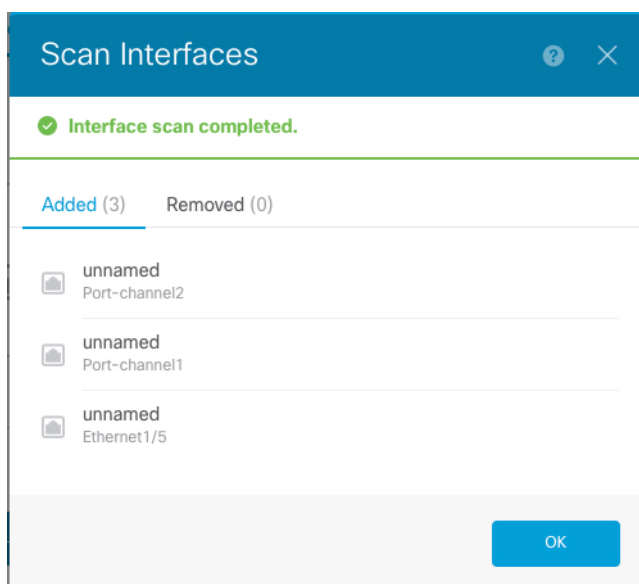 Scan Interfaces
Interface scan completed.
Added (3) Removed (0)
unnamed
Port-channel2
unnamed
Port-channel1
unnamed
Ethernet1/5
OK